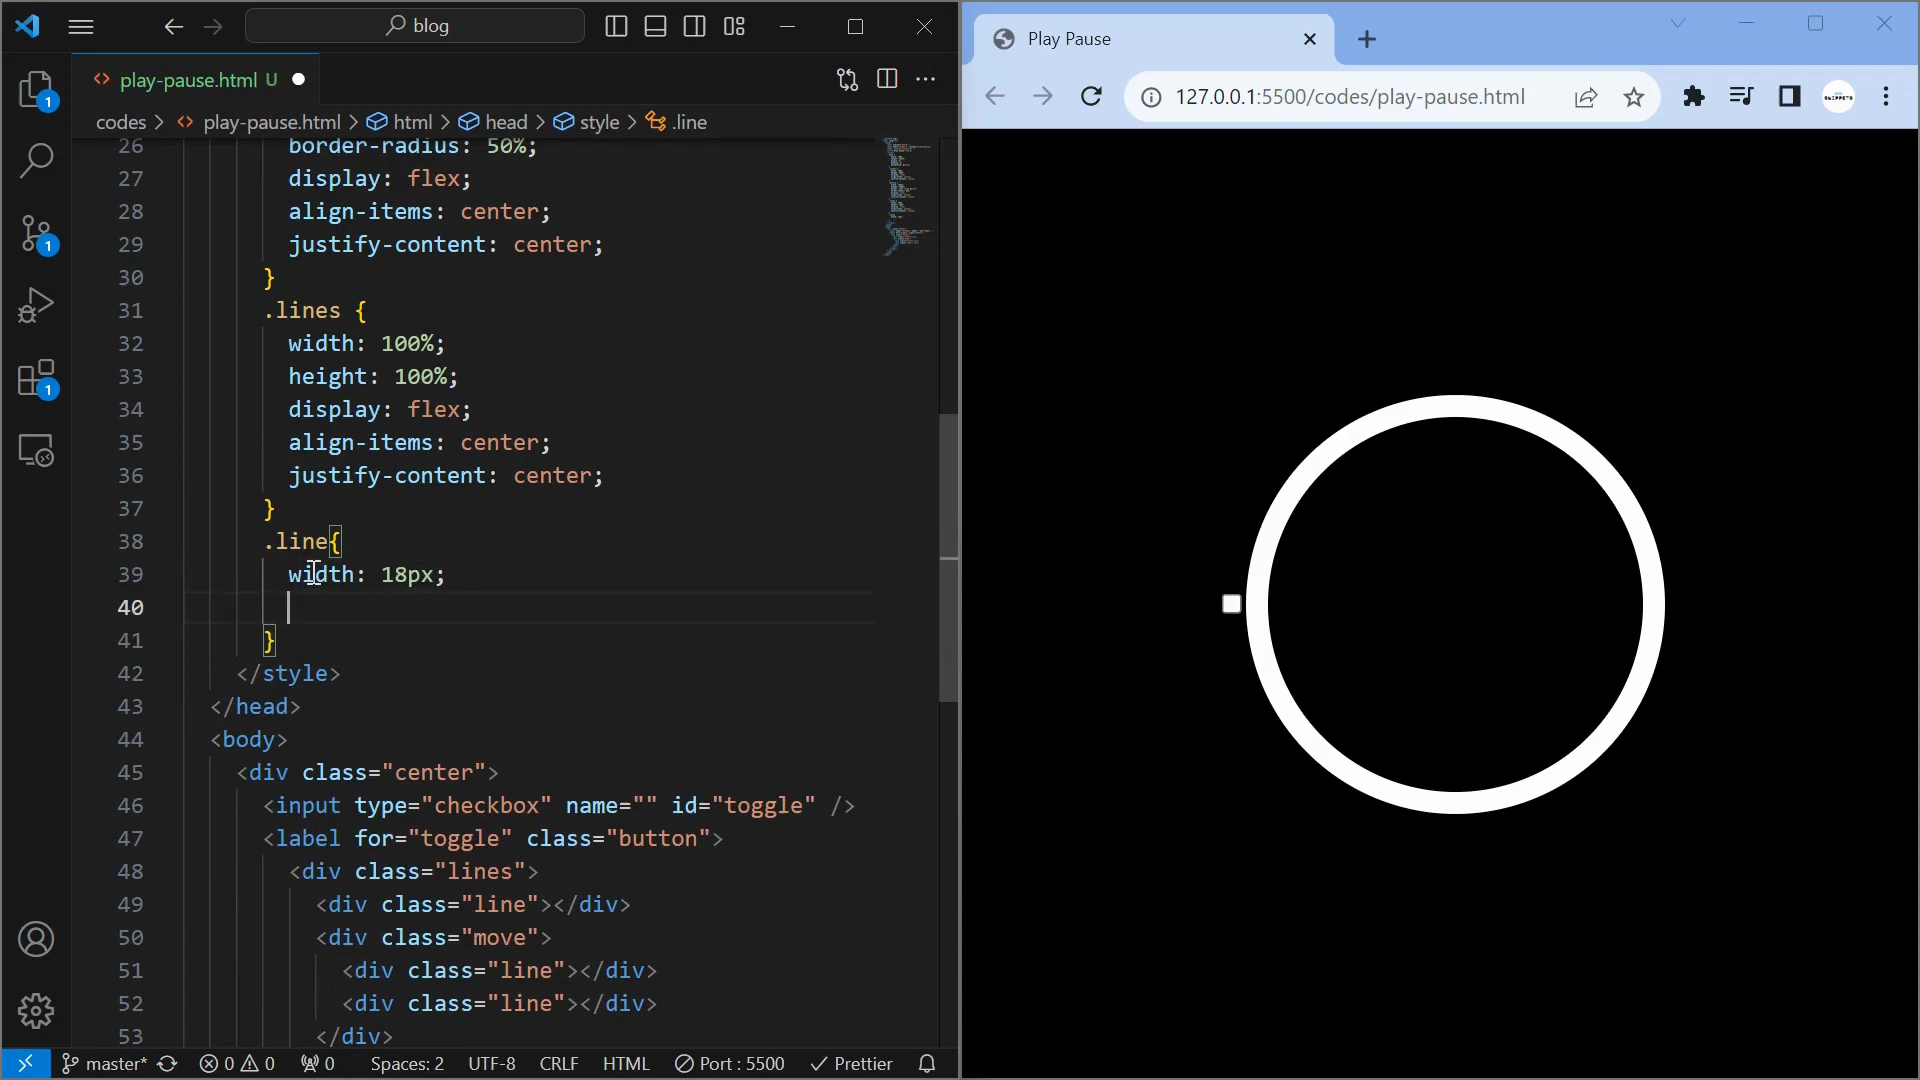 blog
Play Pause
play-pause.html U
127.0.0.1:5500/codes/play-pause.html
codes > <> play-pause.html > html > head > style > .line
26 border-radius: 50%;
27 display: flex;
28 align-items: center;
29 justify-content: center;
30 }
31 .lines {
32 width: 100%;
33 height: 100%;
34 display: flex;
35 align-items: center;
36 justify-content: center;
37 }
38 .line{
39 width: 18px;
40
41 }
42 </style>
43 </head>
44 <body>
45 <div class="center">
46 <input type="checkbox" name="" id="toggle" />
47 <label for="toggle" class="button">
48 <div class="lines">
49 <div class="line"></div>
50 <div class="move">
51 <div class="line"></div>
52 <div class="line"></div>
53 </div>
1
1
1
master* 0 0 0 Spaces: 2 UTF-8 CRLF HTML Port : 5500 Prettier